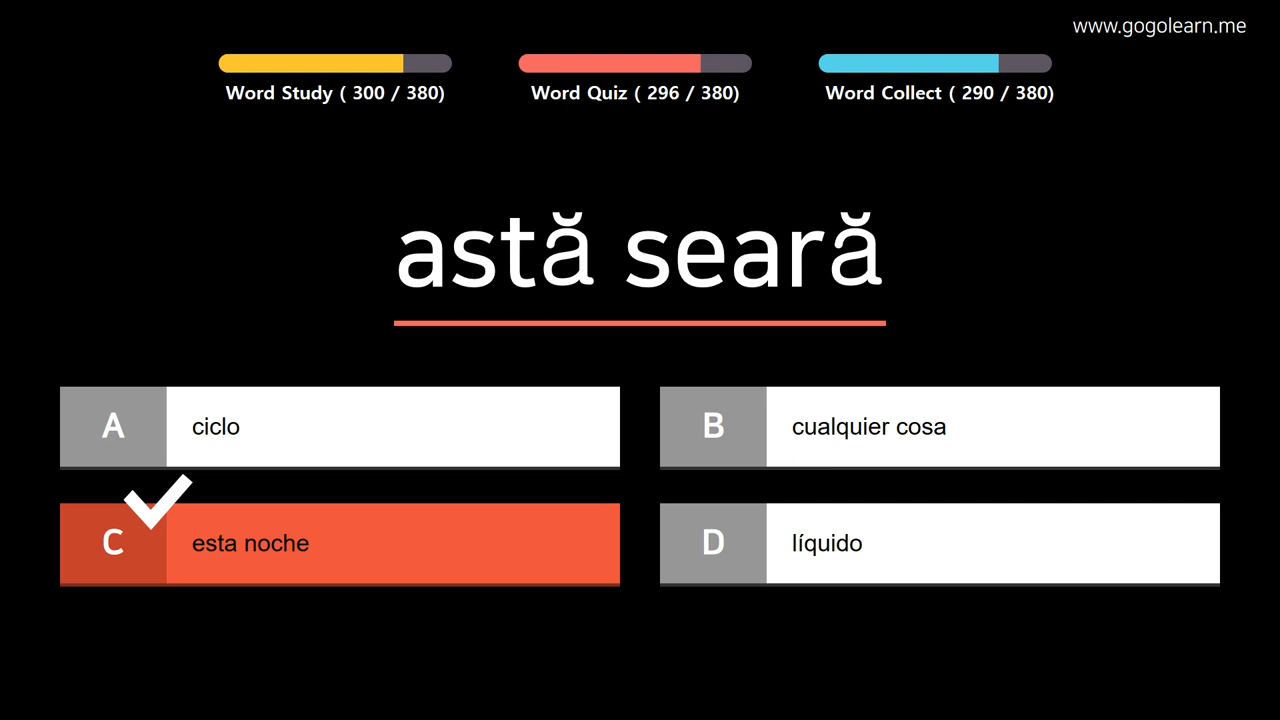 www.gogolearn.me
Word Study ( 300 / 380)
Word Quiz ( 296 / 380)
Word Collect ( 290 / 380)
astă seară
A
ciclo
B
cualquier cosa
C
esta noche
D
líquido